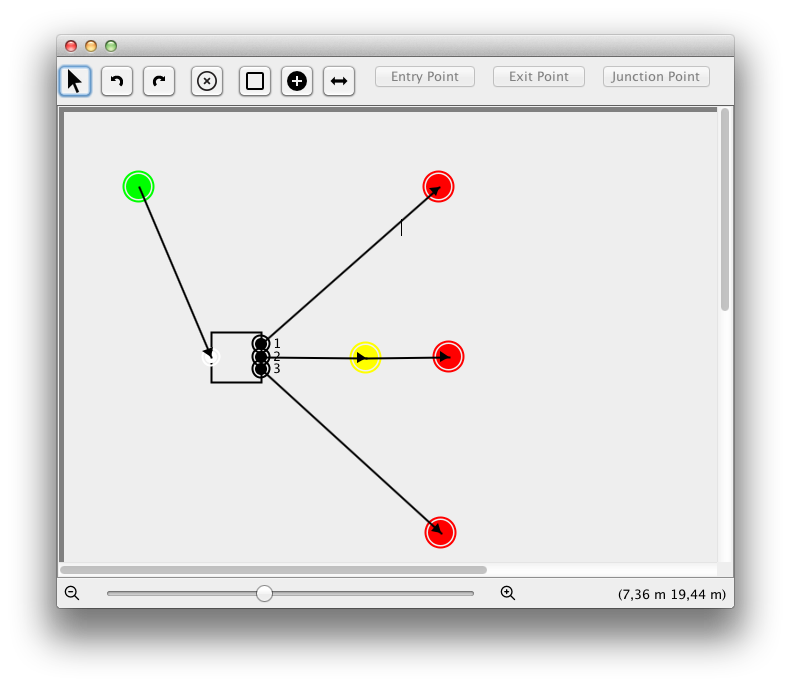 Entry Point
Exit Point
Junction Point
1
2
3
(7,36 m 19,44 m)